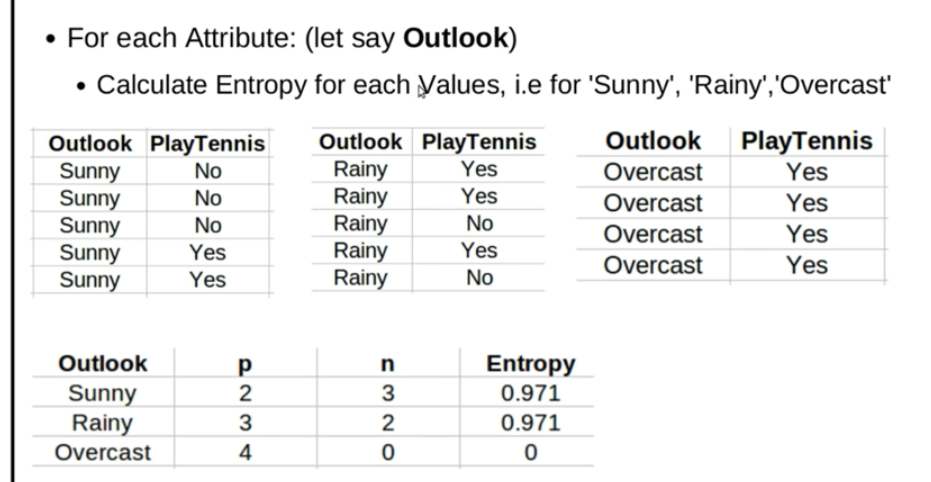 • For each Attribute: (let say Outlook)
• Calculate Entropy for each Values, i.e for 'Sunny', 'Rainy','Overcast'
Outlook PlayTennis
Sunny No
Sunny No
Sunny No
Sunny Yes
Sunny Yes
Outlook PlayTennis
Rainy Yes
Rainy Yes
Rainy No
Rainy Yes
Rainy No
Outlook PlayTennis
Overcast Yes
Overcast Yes
Overcast Yes
Overcast Yes
Outlook p n Entropy
Sunny 2 3 0.971
Rainy 3 2 0.971
Overcast 4 0 0